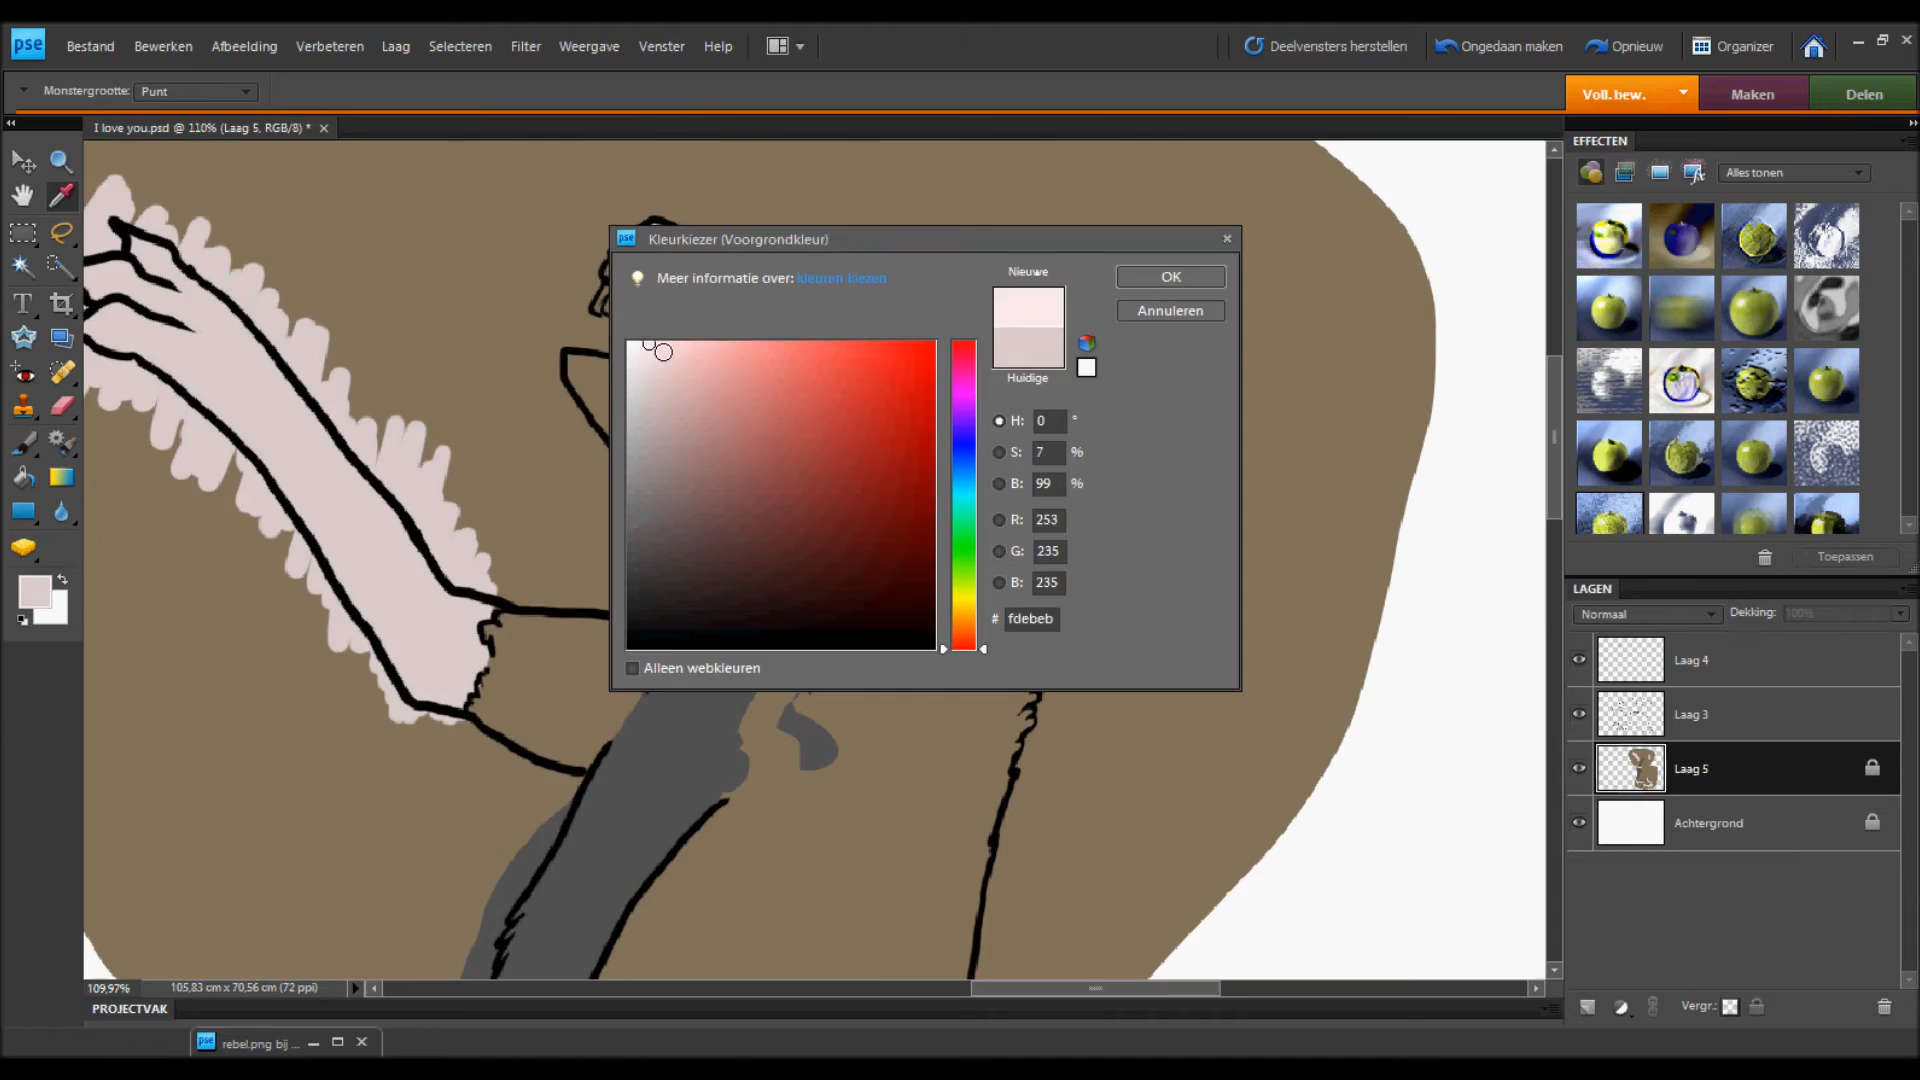 pse Bestand Bewerken Afbeelding Verbeteren Laag Selecteren Filter Weergave Venster Help Deelvensters herstellen Ongedaan maken Opnieuw Organizer
Monstergrootte: Punt Voll. bew. Maken Delen
I love you.psd @ 110% (Laag 5, RGB/8) *
EFFECTEN
Alles tonen
pse Kleurkiezer (Voorgrondkleur)
Meer informatie over: kleuren kiezen
Nieuwe
OK
Annuleren
Huidige
H: 0 °
S: 7 %
B: 99 %
R: 253
G: 235
B: 235
# fdebeb
Alleen webkleuren
Toepassen
LAGEN
Normaal Dekking: 100%
Laag 4
Laag 3
Laag 5
Achtergrond
Vergr.:
109,97% 105,83 cm x 70,56 cm (72 ppi)
PROJECTVAK
pse rebel.png bij ...